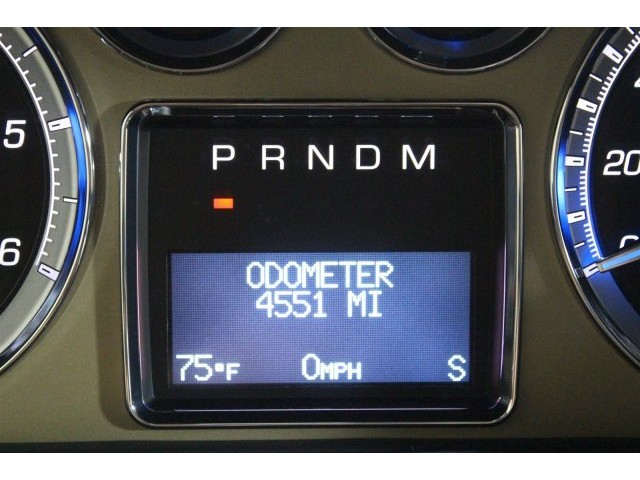 P R N D M
ODOMETER
4551 MI
75°F 0MPH S
5
6
20